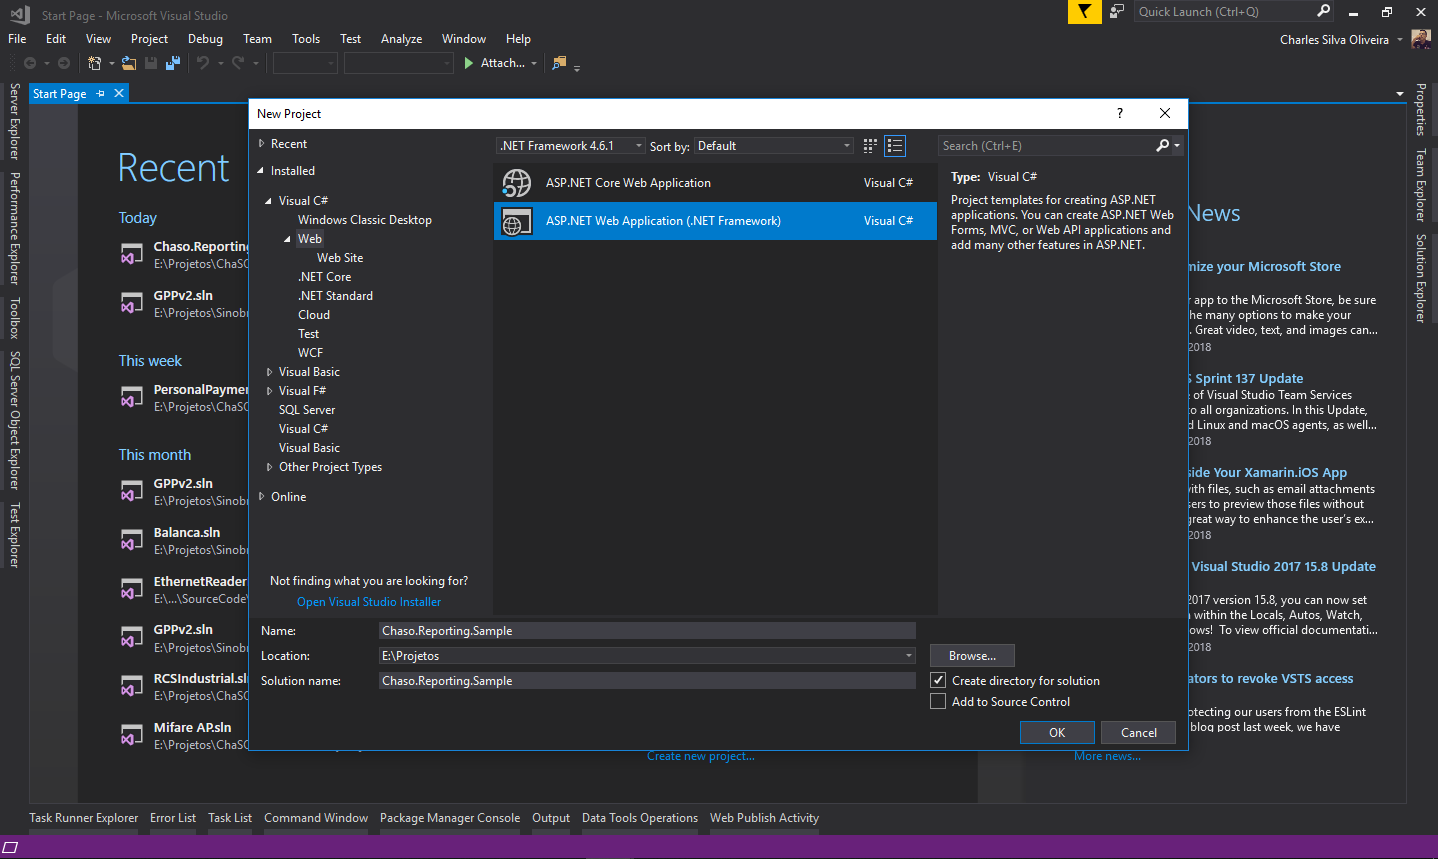 Start Page - Microsoft Visual Studio
Quick Launch (Ctrl+Q)
File Edit View Project Debug Team Tools Test Analyze Window Help
Charles Silva Oliveira
Attach...
Server Explorer
Performance Explorer
Toolbox
SQL Server Object Explorer
Test Explorer
Start Page
Recent
Today
Chaso.Reporting
E:\Projetos\ChaSO
GPPv2.sln
E:\Projetos\Sinob
This week
PersonalPayme
E:\Projetos\ChaSO
This month
GPPv2.sln
E:\Projetos\Sinob
Balanca.sln
E:\Projetos\Sinob
EthernetReader
E:\...\SourceCode\
GPPv2.sln
E:\Projetos\Sinob
RCSIndustrial.sln
E:\Projetos\ChaSO
Mifare AP.sln
E:\Projetos\ChaSO
New Project
?
Recent
Installed
Visual C#
Windows Classic Desktop
Web
Web Site
.NET Core
.NET Standard
Cloud
Test
WCF
Visual Basic
Visual F#
SQL Server
Visual C#
Visual Basic
Other Project Types
Online
Not finding what you are looking for?
Open Visual Studio Installer
.NET Framework 4.6.1
Sort by: Default
Search (Ctrl+E)
ASP.NET Core Web Application Visual C#
ASP.NET Web Application (.NET Framework) Visual C#
Type: Visual C#
Project templates for creating ASP.NET
applications. You can create ASP.NET Web
Forms, MVC, or Web API applications and
add many other features in ASP.NET.
Name: Chaso.Reporting.Sample
Location: E:\Projetos
Browse...
Solution name: Chaso.Reporting.Sample
Create directory for solution
Add to Source Control
OK
Cancel
Create new project...
News
mize your Microsoft Store
r app to the Microsoft Store, be sure
he many options to make your
. Great video, text, and images can...
2018
S Sprint 137 Update
e of Visual Studio Team Services
to all organizations. In this Update,
d Linux and macOS agents, as well...
2018
side Your Xamarin.iOS App
with files, such as email attachments
sers to preview those files without
great way to enhance the user's ex...
2018
Visual Studio 2017 15.8 Update
2017 version 15.8, you can now set
within the Locals, Autos, Watch,
ows! To view official documentati...
2018
ators to revoke VSTS access
otecting our users from the ESLint
blog post last week, we have
More news...
Properties
Team Explorer
Solution Explorer
Task Runner Explorer Error List Task List Command Window Package Manager Console Output Data Tools Operations Web Publish Activity